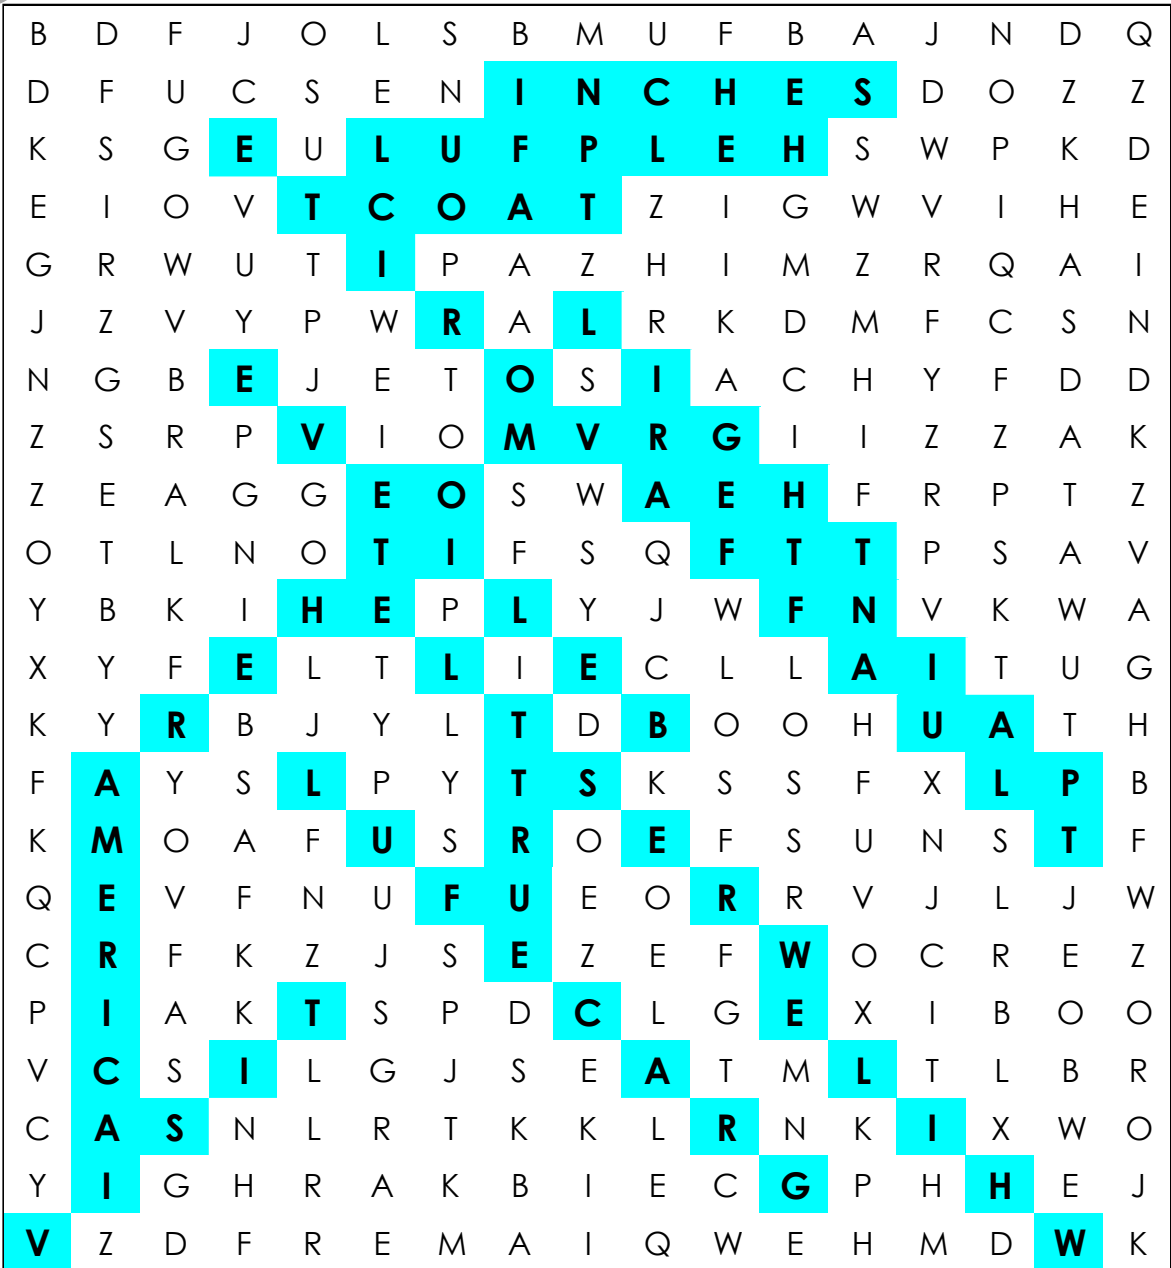 B D F J O L S B M U F B A J N D Q
D F U C S E N I N C H E S D O Z Z
K S G E U L U F P L E H S W P K D
E I O V T C O A T Z I G W V I H E
G R W U T I P A Z H I M Z R Q A I
J Z V Y P W R A L R K D M F C S N
N G B E J E T O S I A C H Y F D D
Z S R P V I O M V R G I I Z Z A K
Z E A G G E O S W A E H F R P T Z
O T L N O T I F S Q F T T P S A V
Y B K I H E P L Y J W F N V K W A
X Y F E L T L I E C L L A I T U G
K Y R B J Y L T D B O O H U A T H
F A Y S L P Y T S K S S F X L P B
K M O A F U S R O E F S U N S T F
Q E V F N U F U E O R R V J L J W
C R F K Z J S E Z E F W O C R E Z
P I A K T S P D C L G E X I B O O
V C S I L G J S E A T M L T L B R
C A S N L R T K K L R N K I X W O
Y I G H R A K B I E C G P H H E J
V Z D F R E M A I Q W E H M D W K